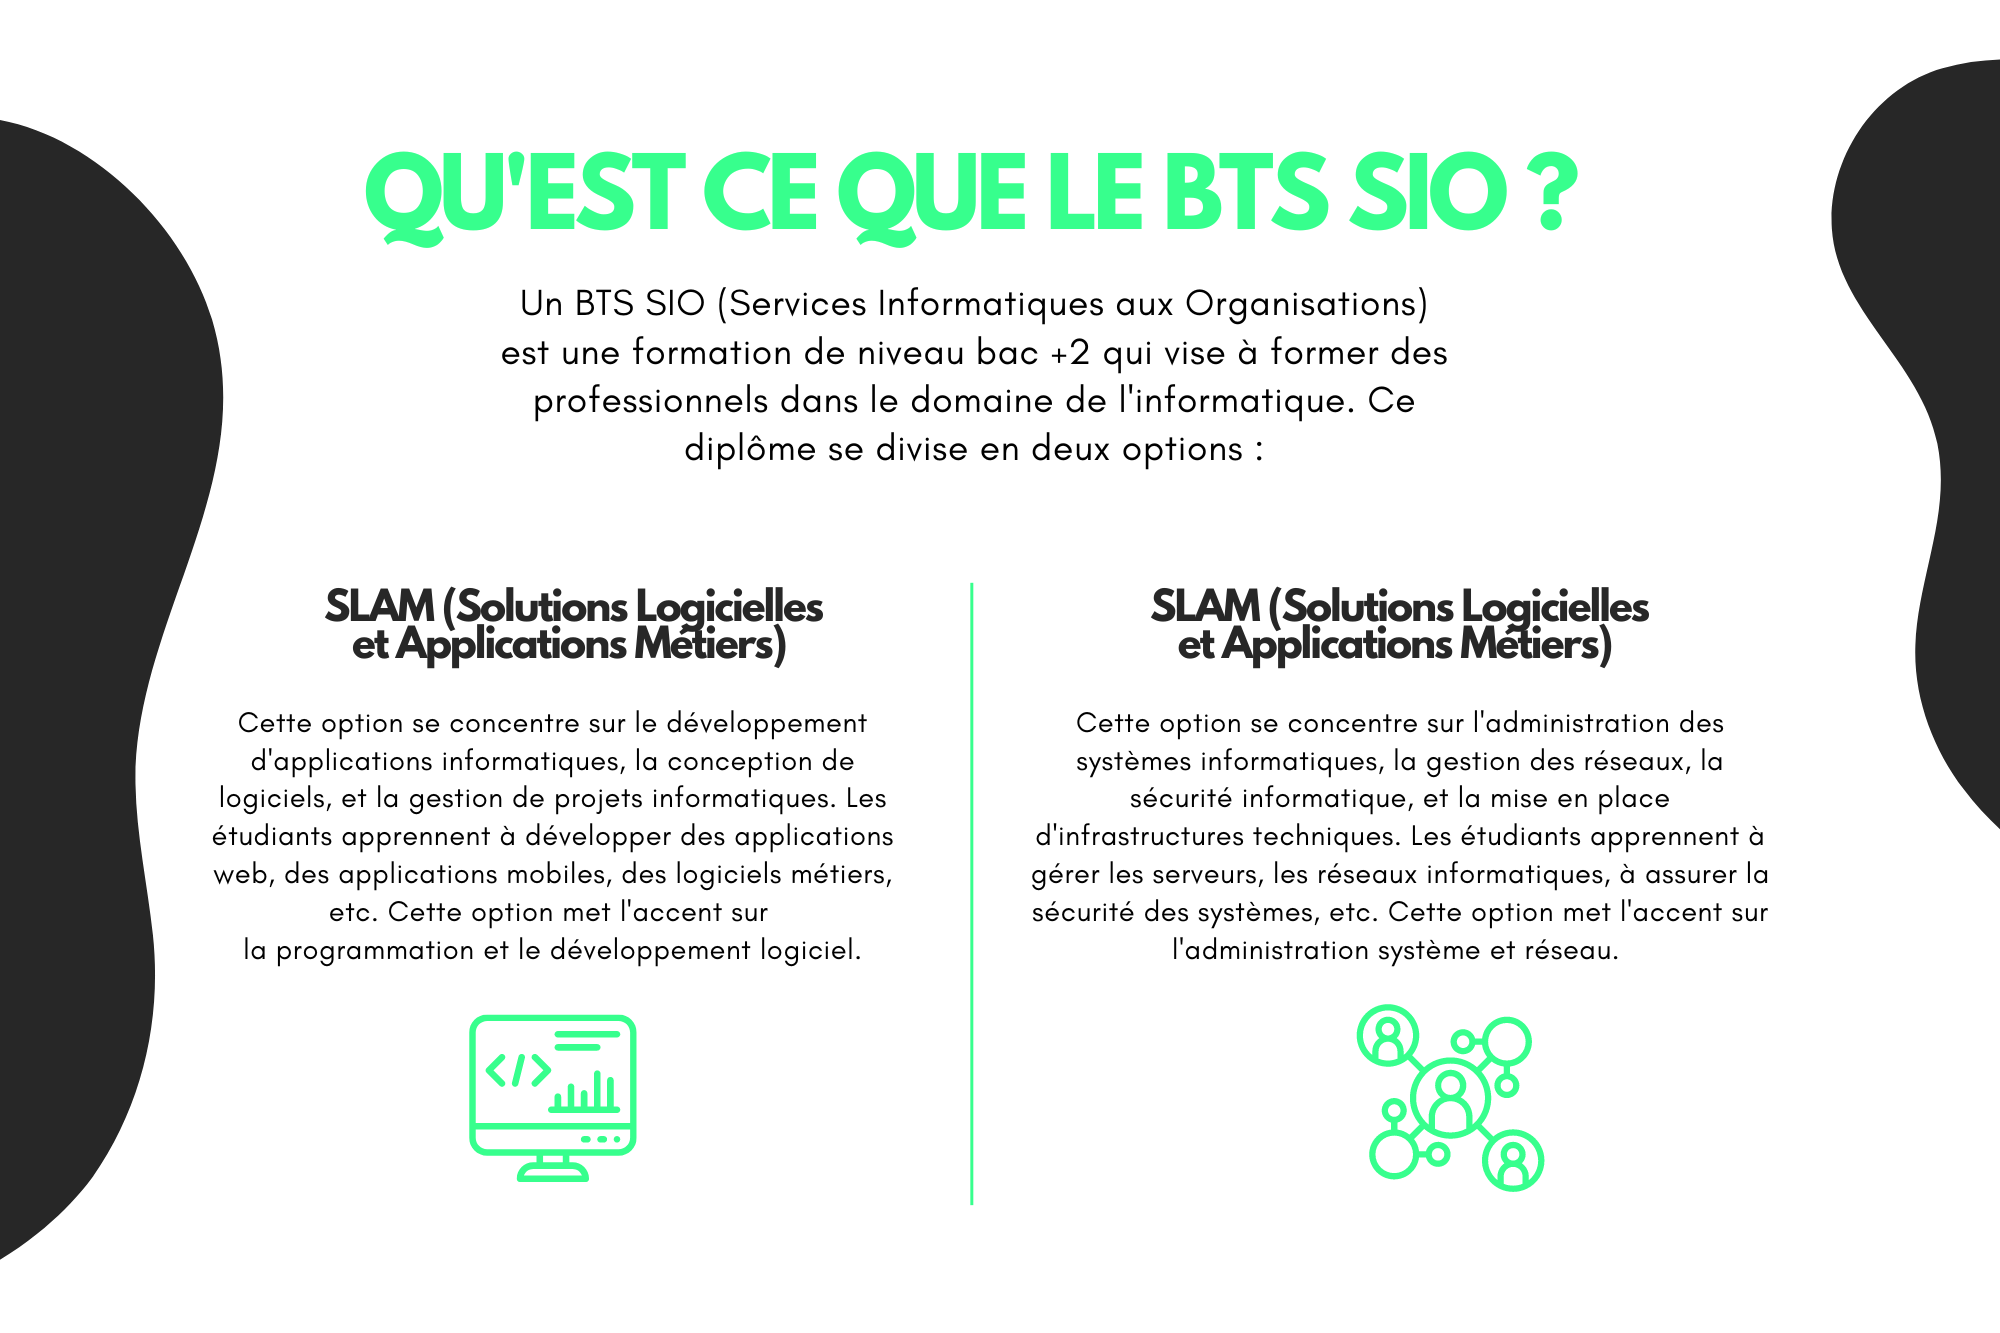 QU'EST CE QUE LE BTS SIO ?
Un BTS SIO (Services Informatiques aux Organisations)
est une formation de niveau bac +2 qui vise à former des
professionnels dans le domaine de l'informatique. Ce
diplôme se divise en deux options :
SLAM (Solutions Logicielles
et Applications Métiers)
Cette option se concentre sur le développement
d'applications informatiques, la conception de
logiciels, et la gestion de projets informatiques. Les
étudiants apprennent à développer des applications
web, des applications mobiles, des logiciels métiers,
etc. Cette option met l'accent sur
la programmation et le développement logiciel.
SLAM (Solutions Logicielles
et Applications Métiers)
Cette option se concentre sur l'administration des
systèmes informatiques, la gestion des réseaux, la
sécurité informatique, et la mise en place
d'infrastructures techniques. Les étudiants apprennent à
gérer les serveurs, les réseaux informatiques, à assurer la
sécurité des systèmes, etc. Cette option met l'accent sur
l'administration système et réseau.